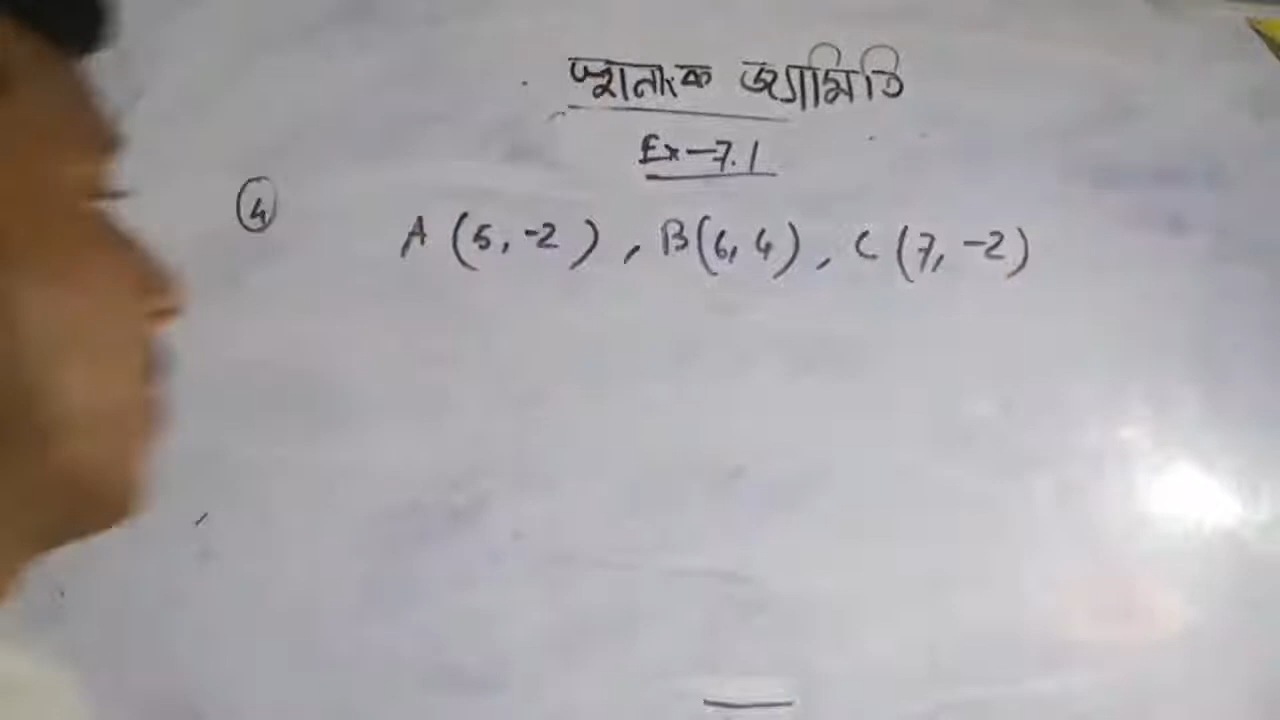 স্থানাংক জ্যামিতি
Ex-7.1
4 A (5,-2), B(6,4), C (7,-2)